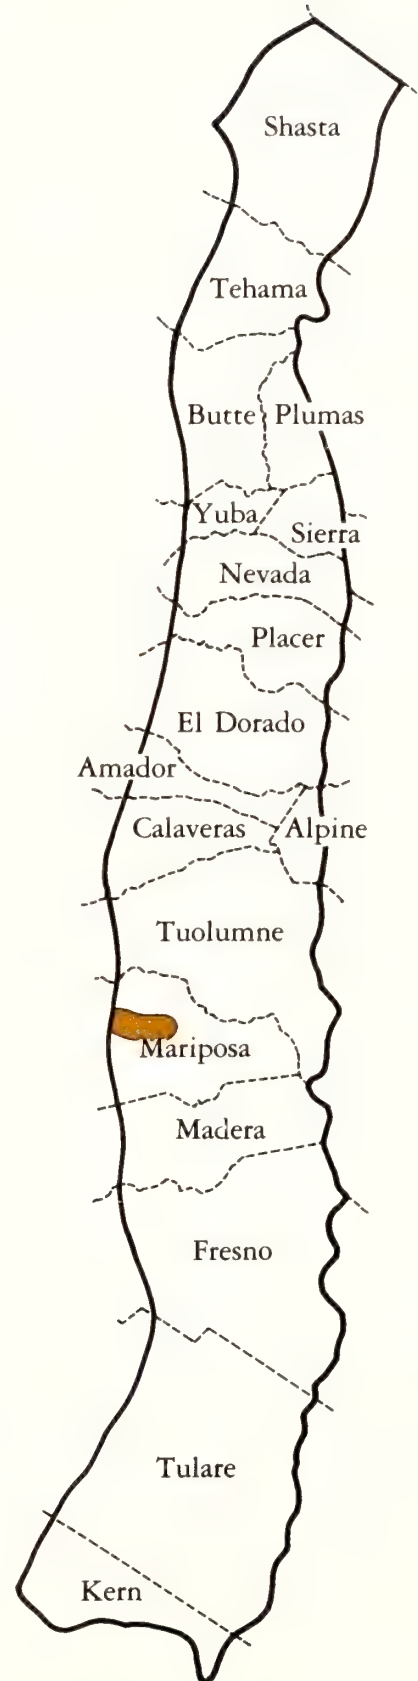 Shasta
Tehama
Butte Plumas
Yuba
Sierra
Nevada
Placer
El Dorado
Amador
Calaveras Alpine
Tuolumne
Mariposa
Madera
Fresno
Tulare
Kern